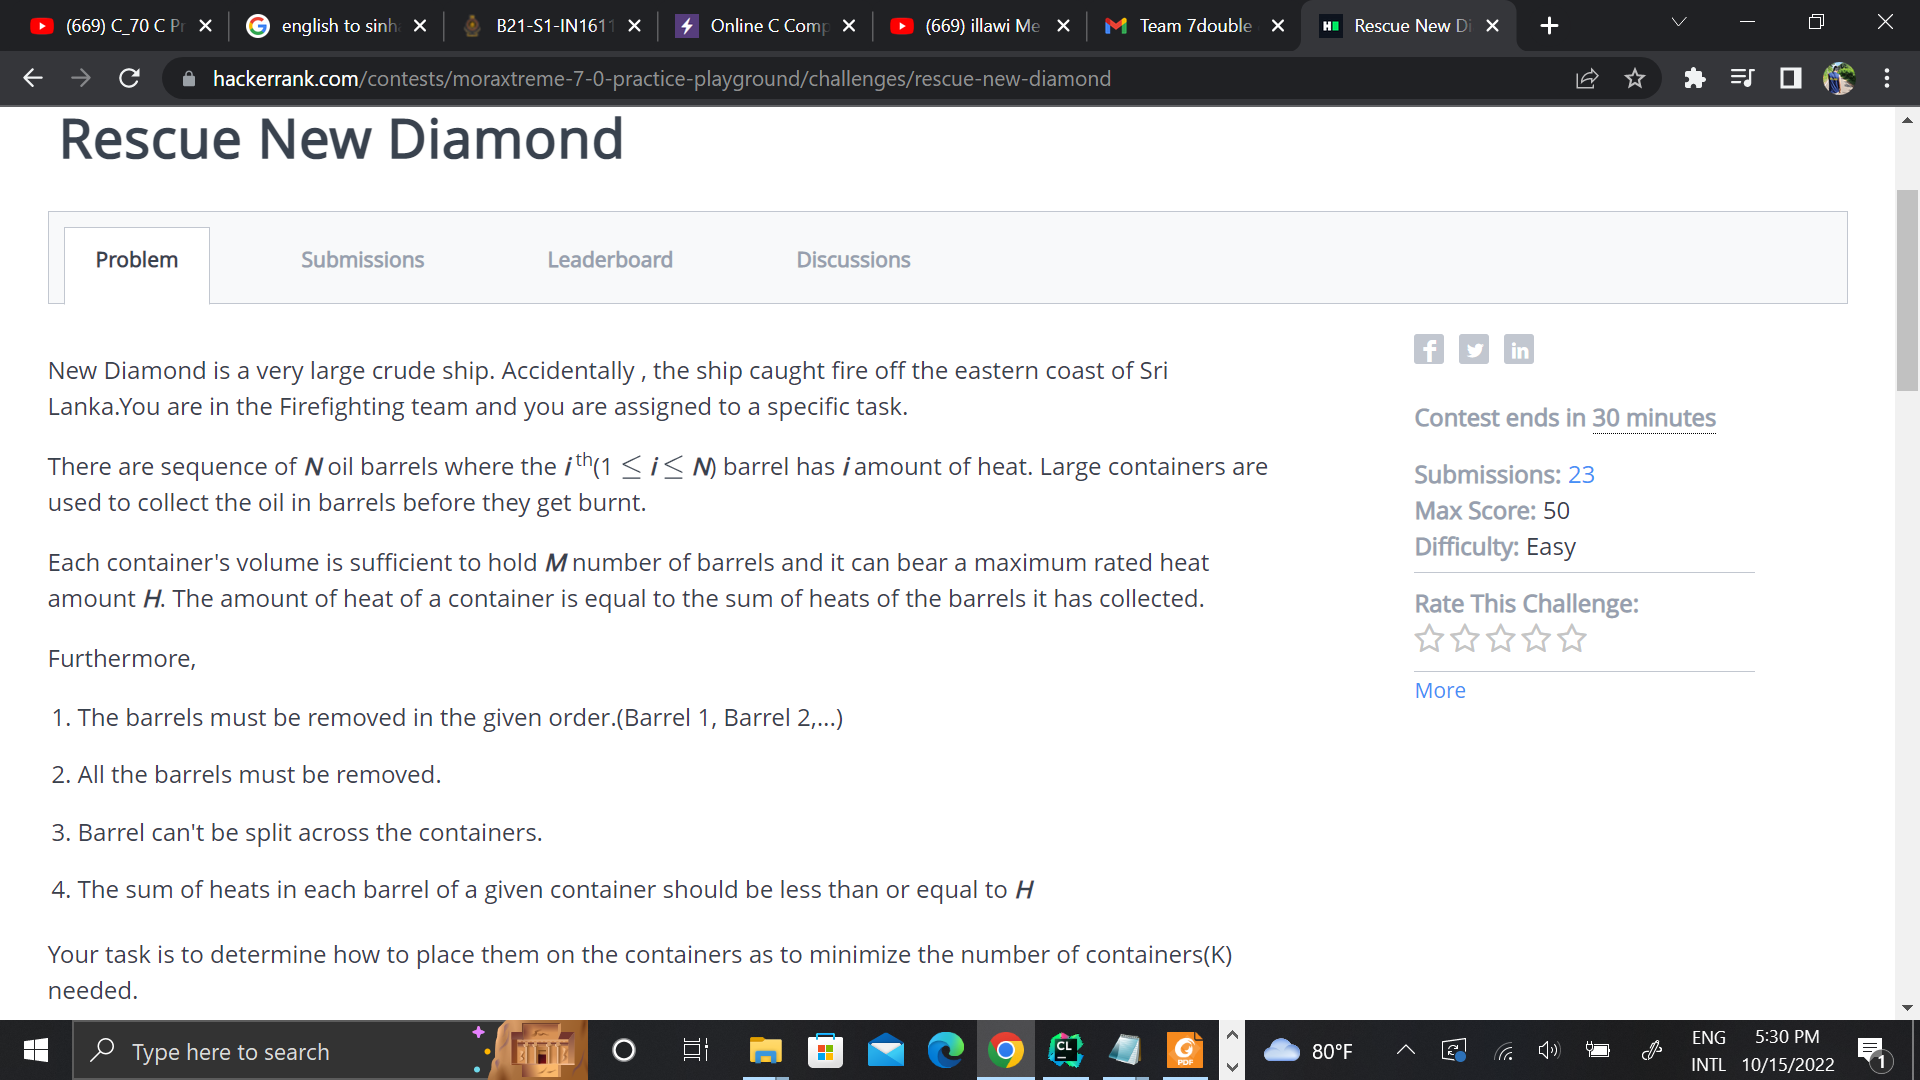 (669) C_70 C Pr
english to sinh
B21-S1-IN1611
Online C Comp
(669) illawi Me
Team 7double
Rescue New Di
hackerrank.com/contests/moraxtreme-7-0-practice-playground/challenges/rescue-new-diamond
Rescue New Diamond
Problem
Submissions
Leaderboard
Discussions
New Diamond is a very large crude ship. Accidentally , the ship caught fire off the eastern coast of Sri
Lanka.You are in the Firefighting team and you are assigned to a specific task.
There are sequence of N oil barrels where the i th(1 ≤ i ≤ N) barrel has i amount of heat. Large containers are
used to collect the oil in barrels before they get burnt.
Each container's volume is sufficient to hold M number of barrels and it can bear a maximum rated heat
amount H. The amount of heat of a container is equal to the sum of heats of the barrels it has collected.
Furthermore,
1. The barrels must be removed in the given order.(Barrel 1, Barrel 2,...)
2. All the barrels must be removed.
3. Barrel can't be split across the containers.
4. The sum of heats in each barrel of a given container should be less than or equal to H
Your task is to determine how to place them on the containers as to minimize the number of containers(K)
needed.
Contest ends in 30 minutes
Submissions: 23
Max Score: 50
Difficulty: Easy
Rate This Challenge:
More
Type here to search
CL
PDF
80°F
ENG
INTL
5:30 PM
10/15/2022
1